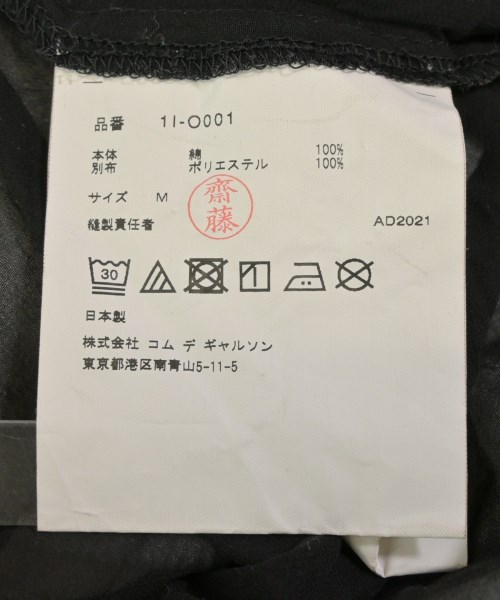 品番 1I-O001
本体 綿 100%
別布 ポリエステル 100%
サイズ M
齋藤
縫製責任者 AD2021
30
日本製
株式会社 コム デ ギャルソン
東京都港区南青山5-11-5